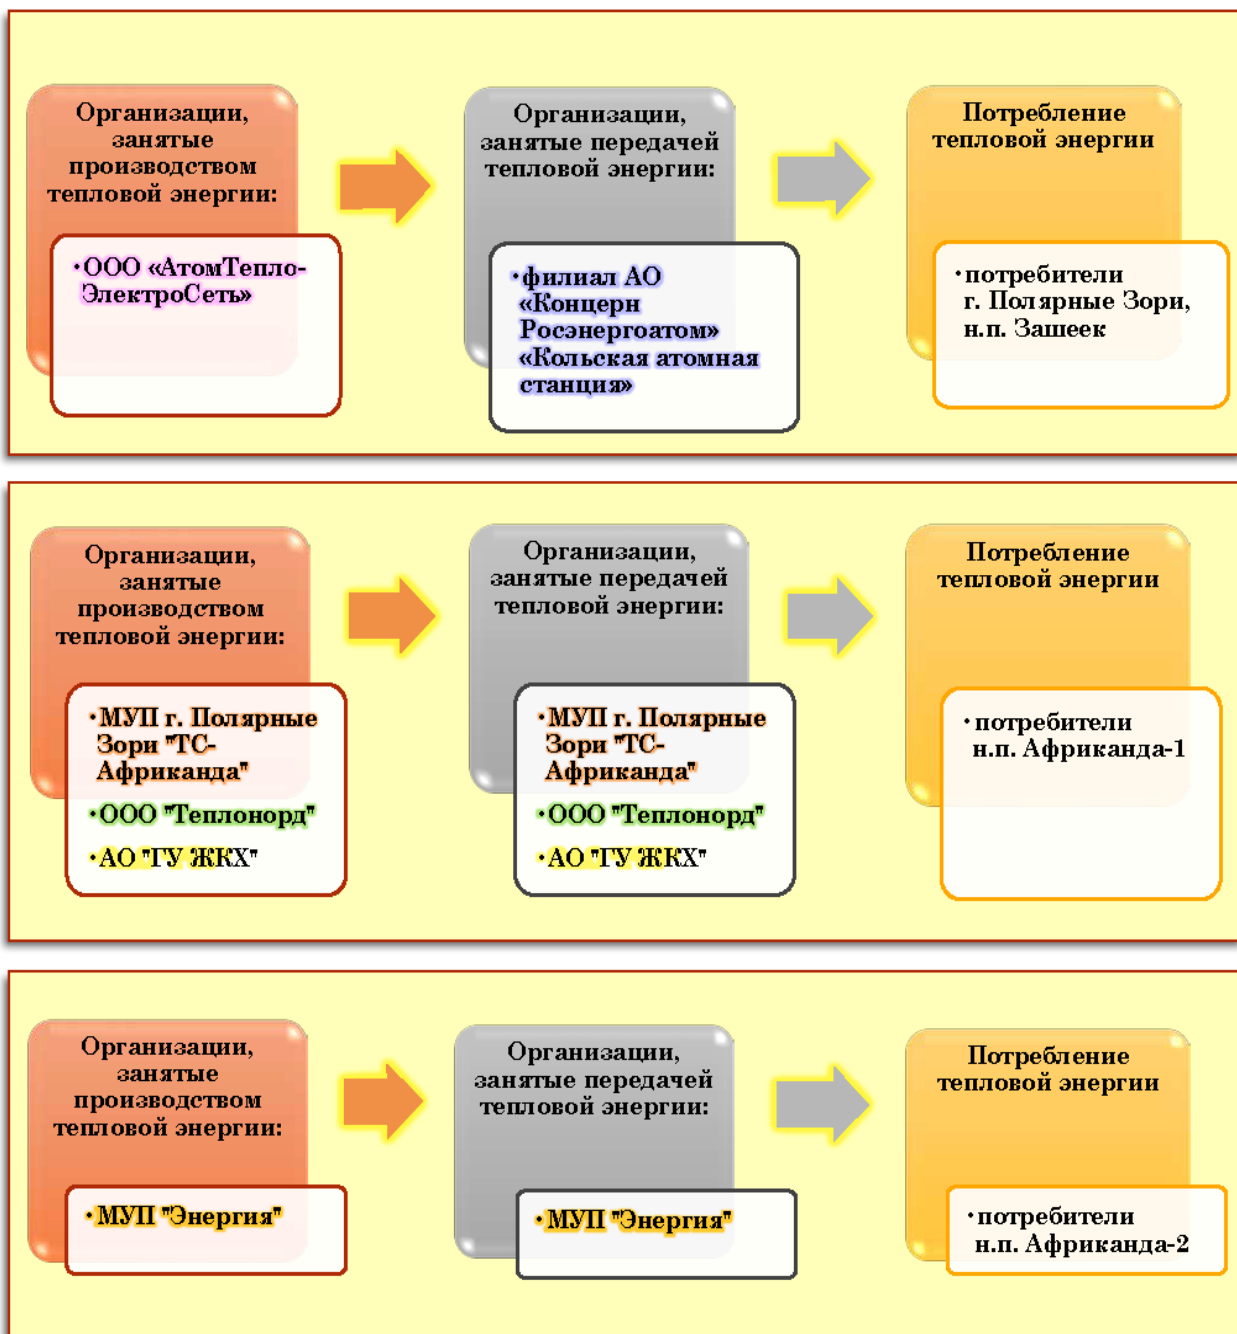 Организации,
занятые
производством
тепловой энергии:
·ООО «АтомТепло-
ЭлектроСеть»
Организации,
занятые передачей
тепловой энергии:
·филиал АО
«Концерн
Росэнергоатом»
«Кольская атомная
станция»
Потребление
тепловой энергии
·потребители
г. Полярные Зори,
н.п. Зашеек
Организации,
занятые
производством
тепловой энергии:
·МУП г. Полярные
Зори "ТС-
Африканда"
·ООО "Теплонорд"
·АО "ГУ ЖКХ"
Организации,
занятые передачей
тепловой энергии:
·МУП г. Полярные
Зори "ТС-
Африканда"
·ООО "Теплонорд"
·АО "ГУ ЖКХ"
Потребление
тепловой энергии
·потребители
н.п. Африканда-1
Организации,
занятые
производством
тепловой энергии:
·МУП "Энергия"
Организации,
занятые передачей
тепловой энергии:
·МУП "Энергия"
Потребление
тепловой энергии
·потребители
н.п. Африканда-2